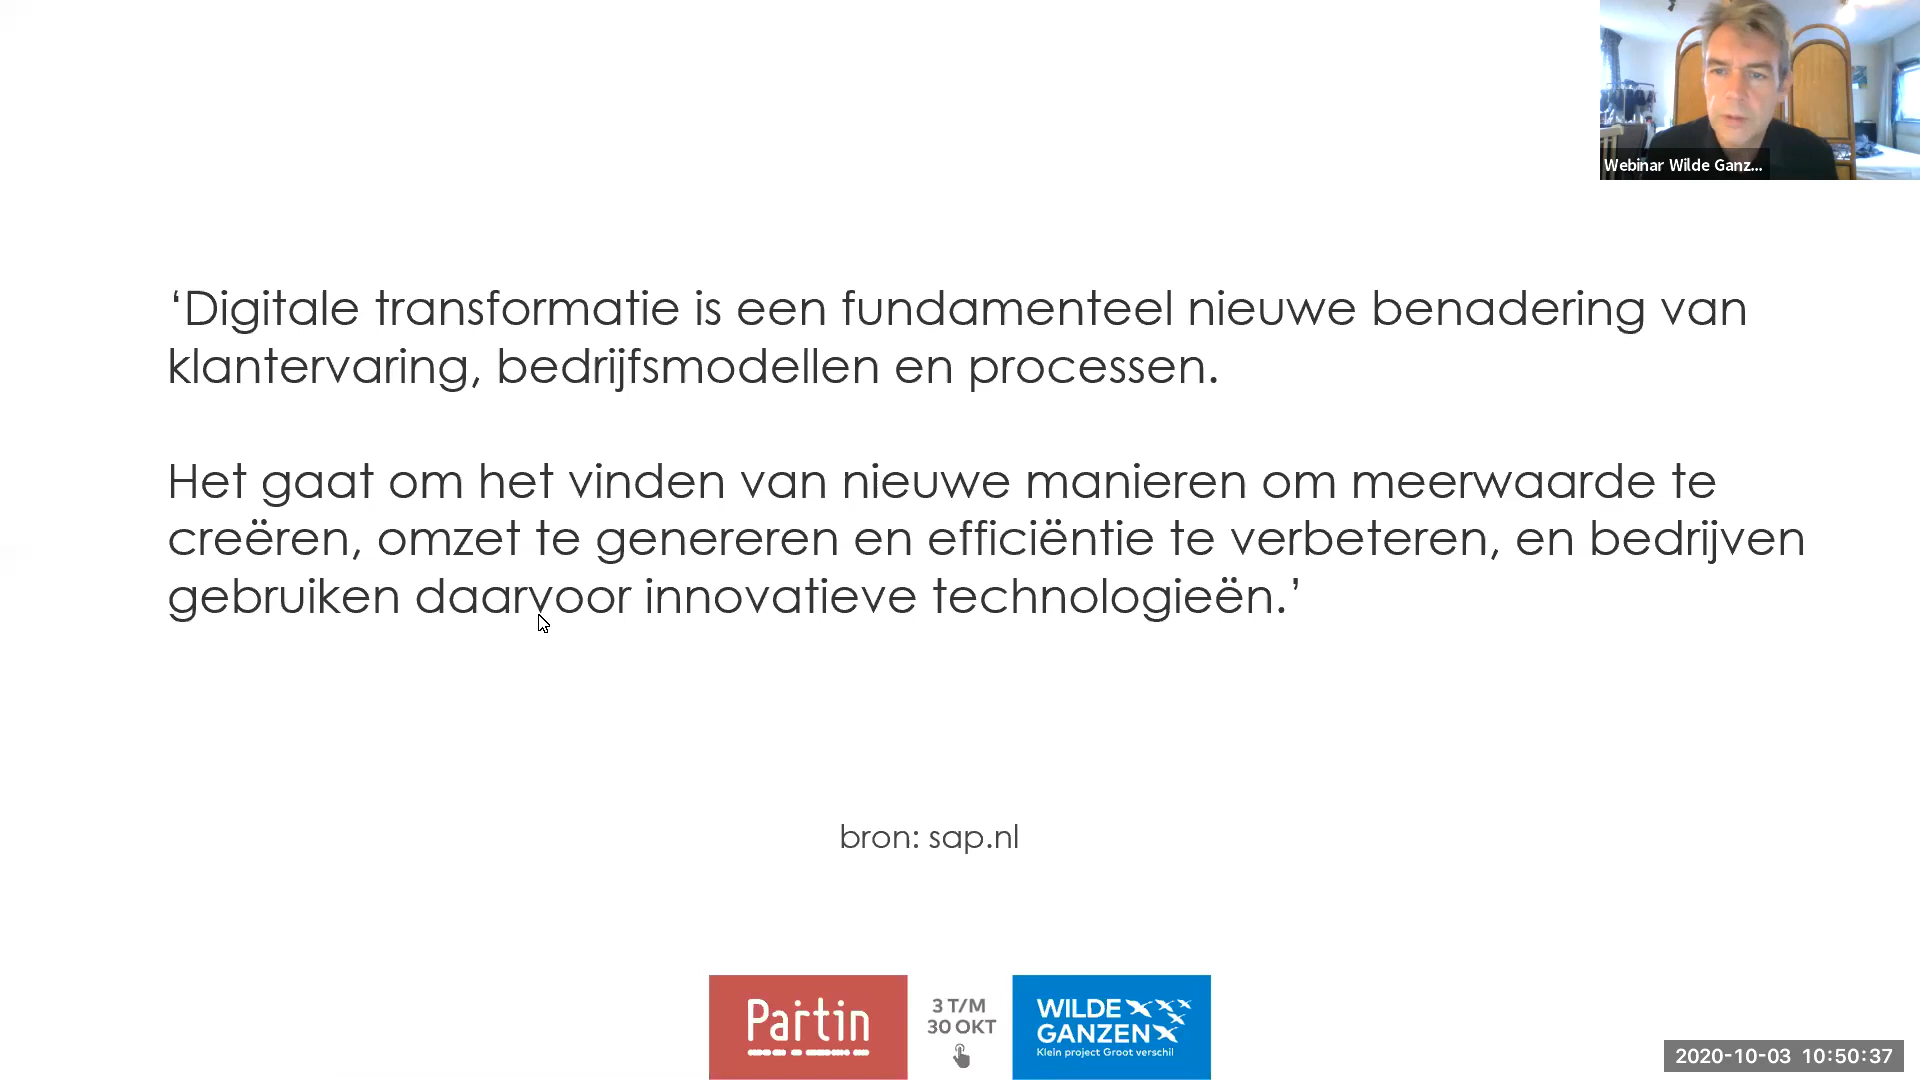 Webinar Wilde Ganz...
‘Digitale transformatie is een fundamenteel nieuwe benadering van
klantervaring, bedrijfsmodellen en processen.
Het gaat om het vinden van nieuwe manieren om meerwaarde te
creëren, omzet te genereren en efficiëntie te verbeteren, en bedrijven
gebruiken daarvoor innovatieve technologieën.’
bron: sap.nl
Partin
3 T/M
30 OKT
WILDE
GANZEN
Klein project Groot verschil
2020-10-03 10:50:37